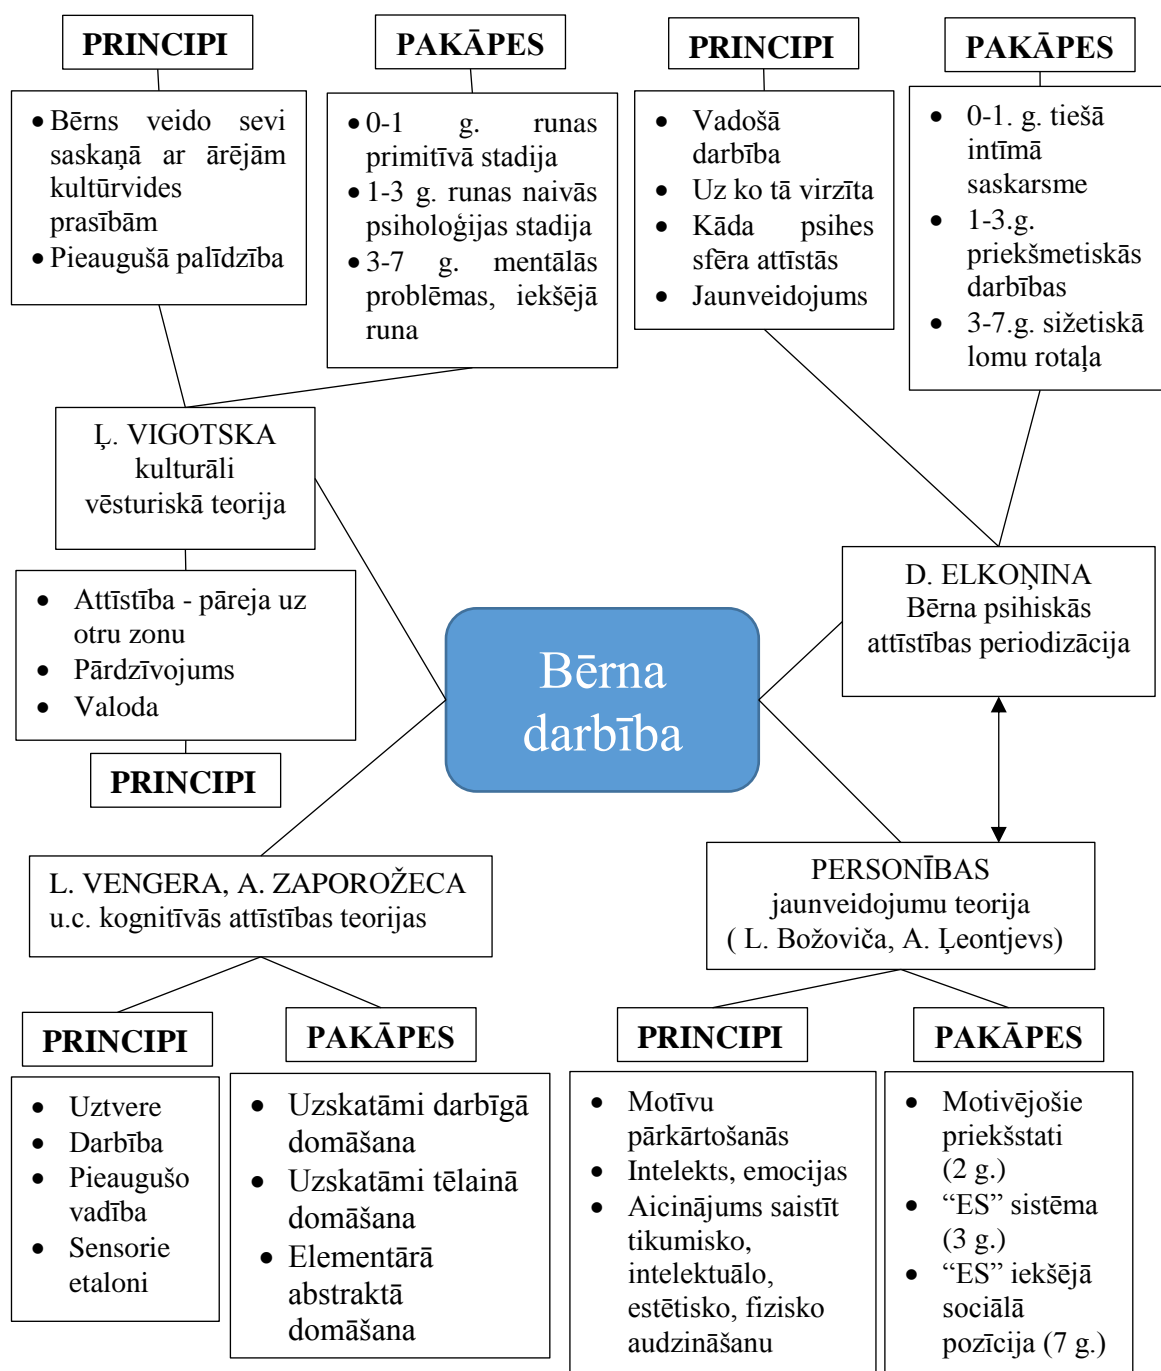 PRINCIPI
PAKĀPES
PRINCIPI
PAKĀPES
• Bērns veido sevi
saskaņā ar ārējām
kultūrvides
prasībām
• Pieaugušā palīdzība
• 0-1 g. runas
primitīvā stadija
• 1-3 g. runas naivās
psiholoģijas stadija
• 3-7 g. mentālās
problēmas, iekšējā
runa
• Vadošā
darbība
• Uz ko tā virzīta
• Kāda psihes
sfēra attīstās
• Jaunveidojums
• 0-1. g. tiešā
intīmā
saskarsme
• 1-3.g.
priekšmetiskās
darbības
• 3-7.g. sižetiskā
lomu rotaļa
Ļ. VIGOTSKA
kulturāli
vēsturiskā teorija
• Attīstība - pāreja uz
otru zonu
• Pārdzīvojums
• Valoda
PRINCIPI
Bērna
darbība
D. ELKOŅINA
Bērna psihiskās
attīstības periodizācija
L. VENGERA, A. ZAPOROŽECA
u.c. kognitīvās attīstības teorijas
PERSONĪBAS
jaunveidojumu teorija
( L. Božoviča, A. Ļeontjevs)
PRINCIPI
PAKĀPES
PRINCIPI
PAKĀPES
• Uztvere
• Darbība
• Pieaugušo
vadība
• Sensorie
etaloni
• Uzskatāmi darbīgā
domāšana
• Uzskatāmi tēlainā
domāšana
• Elementārā
abstraktā
domāšana
• Motīvu
pārkārtošanās
• Intelekts, emocijas
• Aicinājums saistīt
tikumisko,
intelektuālo,
estētisko, fizisko
audzināšanu
• Motivējošie
priekšstati
(2 g.)
• “ES” sistēma
(3 g.)
• “ES” iekšējā
sociālā
pozīcija (7 g.)